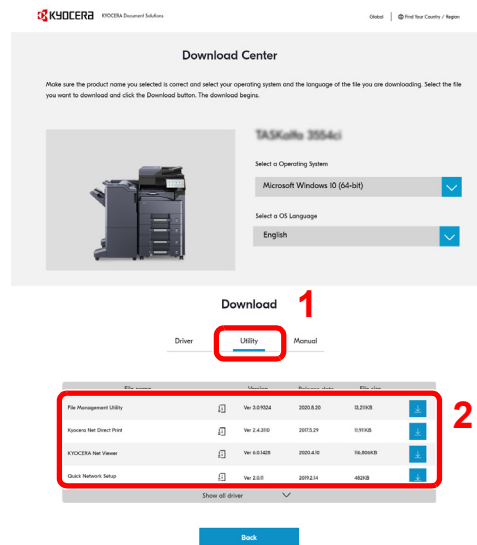 KYOCERA KYOCERA Document Solutions Global Find Your Country / Region
Download Center
Make sure the product name you selected is correct and select your operating system and the language of the file you are downloading. Select the file
you want to download and click the Download button. The download begins.
TASKalfa 3554ci
Select a Operating System
Microsoft Windows 10 (64-bit)
Select a OS Language
English
Download 1
Driver Utility Manual
File name Version Release date File size
File Management Utility Ver 3.0.9324 2020.8.20 12,211KB
Kyocera Net Direct Print Ver 2.4.3110 2017.5.29 11,911KB
KYOCERA Net Viewer Ver 6.0.1428 2020.4.10 116,806KB
Quick Network Setup Ver 2.0.11 2019.2.14 482KB
2
Show all driver
Back